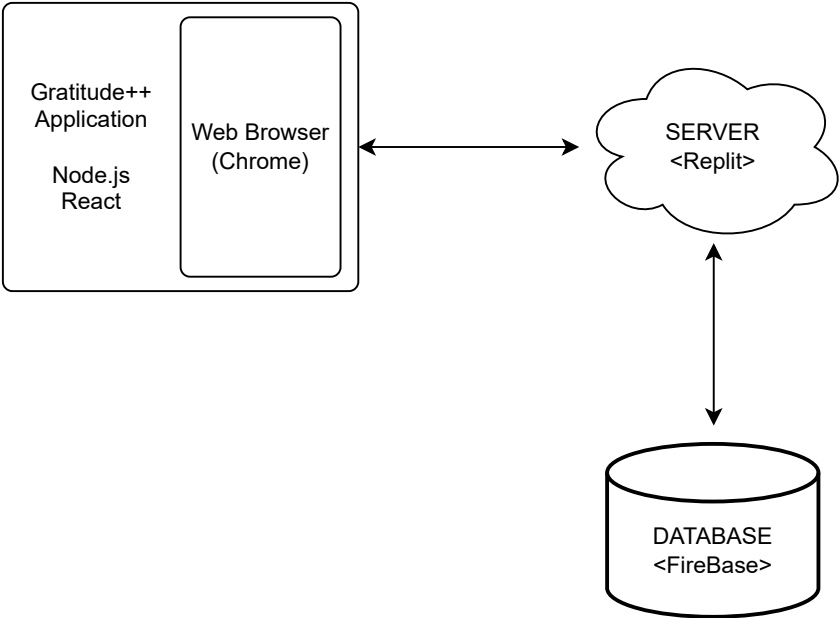 Gratitude++
Application
Node.js
React
Web Browser
(Chrome)
SERVER
<Replit>
DATABASE
<FireBase>